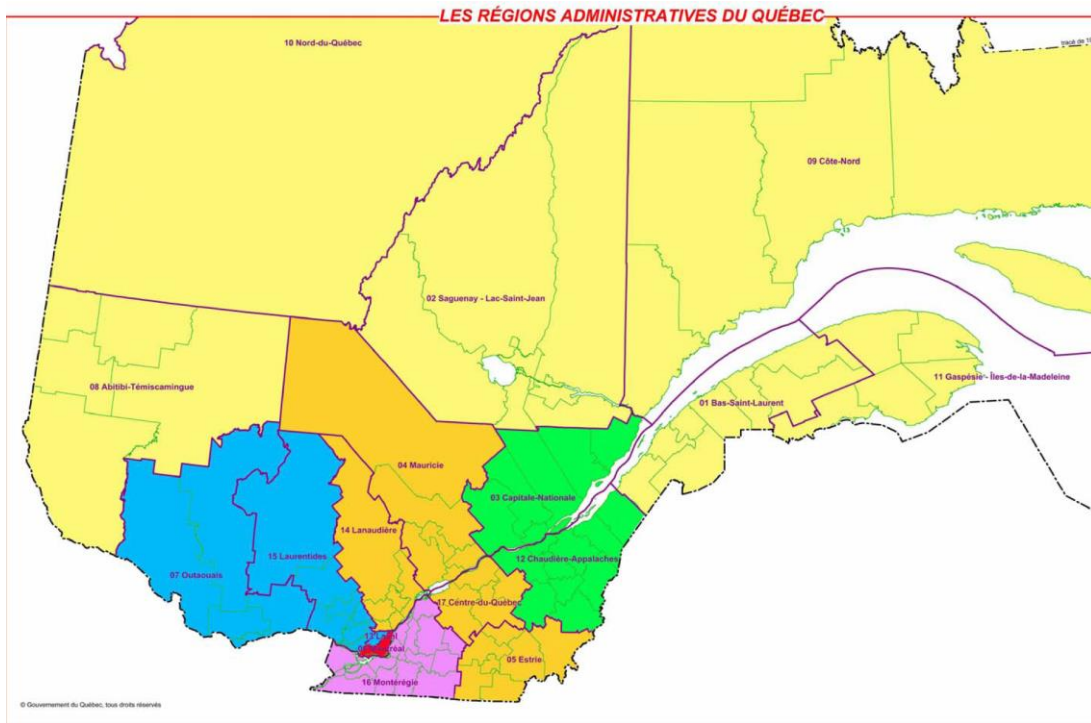 LES RÉGIONS ADMINISTRATIVES DU QUÉBEC
10 Nord-du-Québec
09 Côte-Nord
02 Saguenay - Lac-Saint-Jean
08 Abitibi-Témiscamingue
11 Gaspésie - Îles-de-la-Madeleine
01 Bas-Saint-Laurent
04 Mauricie
03 Capitale-Nationale
14 Lanaudière
15 Laurentides
12 Chaudière-Appalaches
07 Outaouais
17 Centre-du-Québec
05 Estrie
16 Montérégie
© Gouvernement du Québec, tous droits réservés